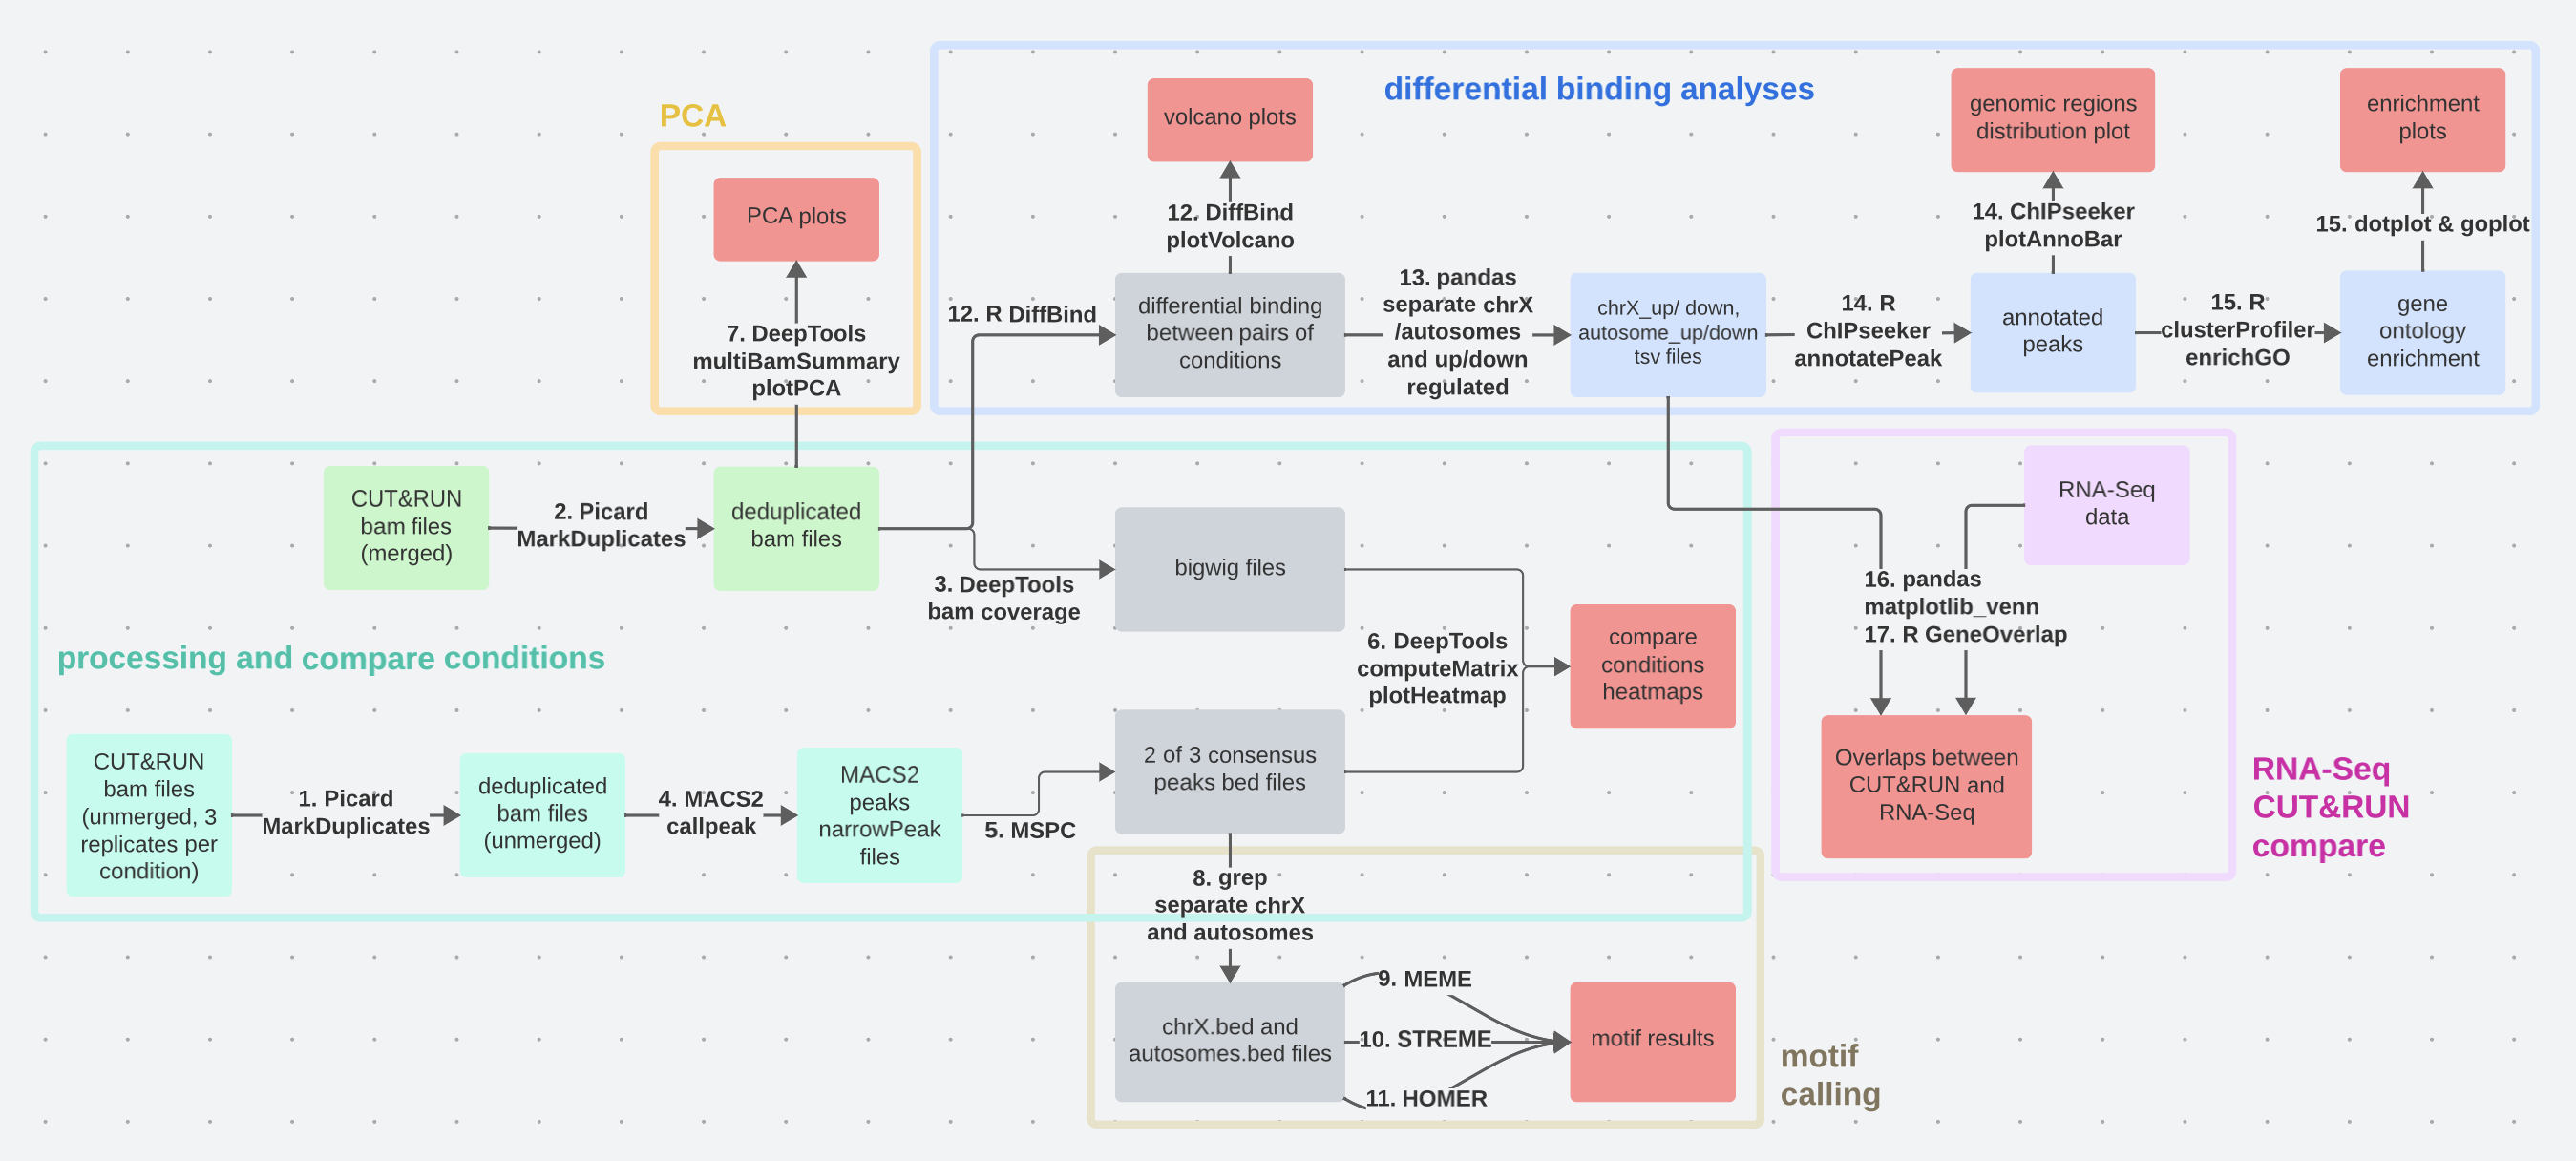 differential binding analyses
volcano plots
genomic regions
distribution plot
enrichment
plots
PCA
PCA plots
12. DiffBind
plotVolcano
14. ChIPseeker
plotAnnoBar
15. dotplot & goplot
7. DeepTools
multiBamSummary
plotPCA
12. R DiffBind
differential binding
between pairs of
conditions
13. pandas
separate chrX
/autosomes
and up/down
regulated
chrX_up/ down,
autosome_up/down
tsv files
14. R
ChIPseeker
annotatePeak
annotated
peaks
15. R
clusterProfiler
enrichGO
gene
ontology
enrichment
CUT&RUN
bam files
(merged)
2. Picard
MarkDuplicates
deduplicated
bam files
3. DeepTools
bam coverage
bigwig files
RNA-Seq
data
16. pandas
matplotlib_venn
17. R GeneOverlap
processing and compare conditions
6. DeepTools
computeMatrix
plotHeatmap
compare
conditions
heatmaps
CUT&RUN
bam files
(unmerged, 3
replicates per
condition)
1. Picard
MarkDuplicates
deduplicated
bam files
(unmerged)
4. MACS2
callpeak
MACS2
peaks
narrowPeak
files
5. MSPC
2 of 3 consensus
peaks bed files
Overlaps between
CUT&RUN and
RNA-Seq
RNA-Seq
CUT&RUN
compare
8. grep
separate chrX
and autosomes
chrX.bed and
autosomes.bed files
9. MEME
10. STREME
11. HOMER
motif results
motif
calling